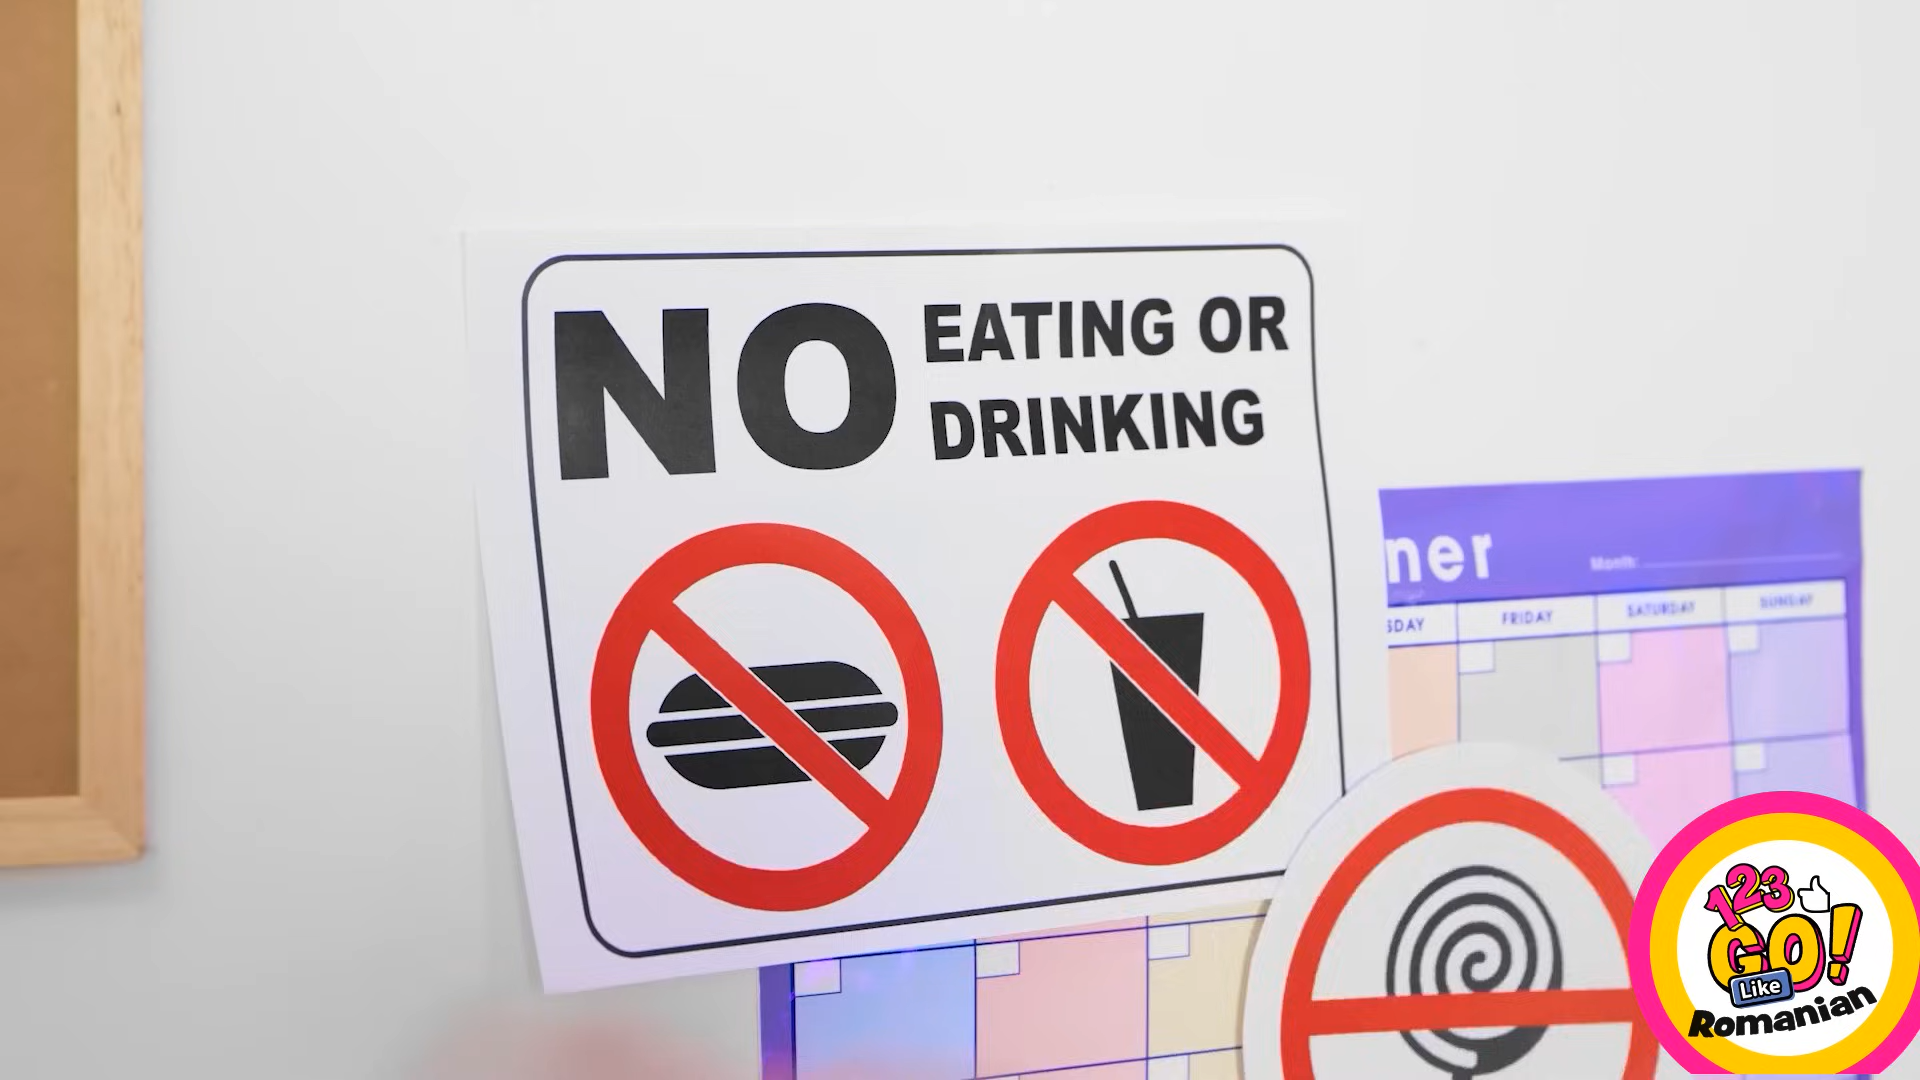 NO
EATING OR
DRINKING
ner
Month:
SDAY
FRIDAY
SATURDAY
SUNDAY
123
GO!
Like
Romanian